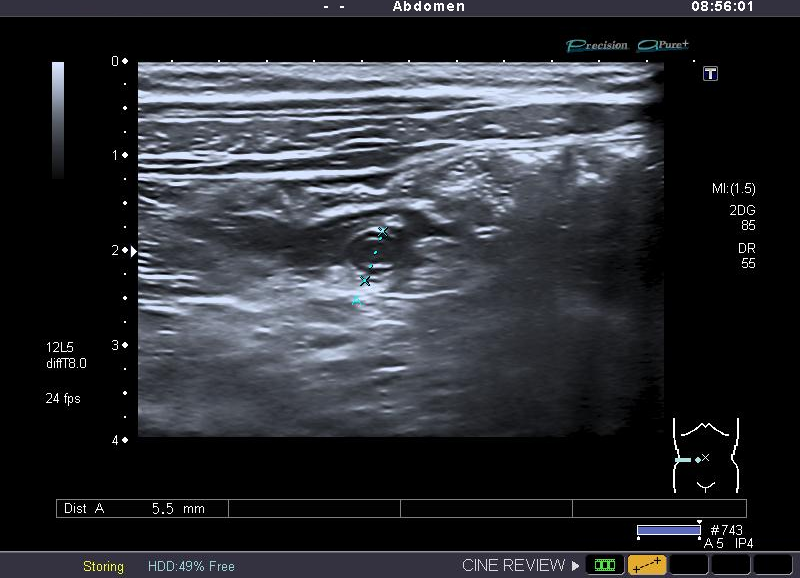 - - Abdomen 08:56:01
Precision APure+
T
0
1
2
3
4
MI:(1.5)
2DG
85
DR
55
12L5
diffT8.0
24 fps
A
Dist A 5.5 mm
#743
A 5 IP4
Storing HDD:49% Free CINE REVIEW